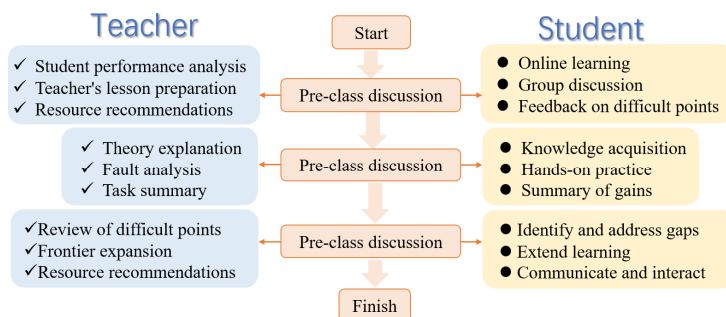 Teacher
Start
Student
✓ Student performance analysis
✓ Teacher's lesson preparation
✓ Resource recommendations
Pre-class discussion
● Online learning
● Group discussion
● Feedback on difficult points
✓ Theory explanation
✓ Fault analysis
✓ Task summary
Pre-class discussion
● Knowledge acquisition
● Hands-on practice
● Summary of gains
✓Review of difficult points
✓Frontier expansion
✓Resource recommendations
Pre-class discussion
● Identify and address gaps
● Extend learning
● Communicate and interact
Finish